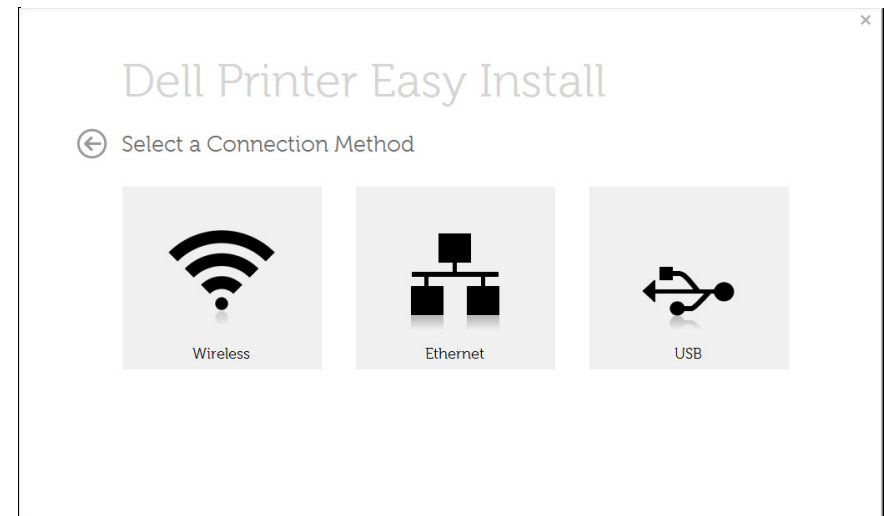 Dell Printer Easy Install
Select a Connection Method
Wireless Ethernet USB